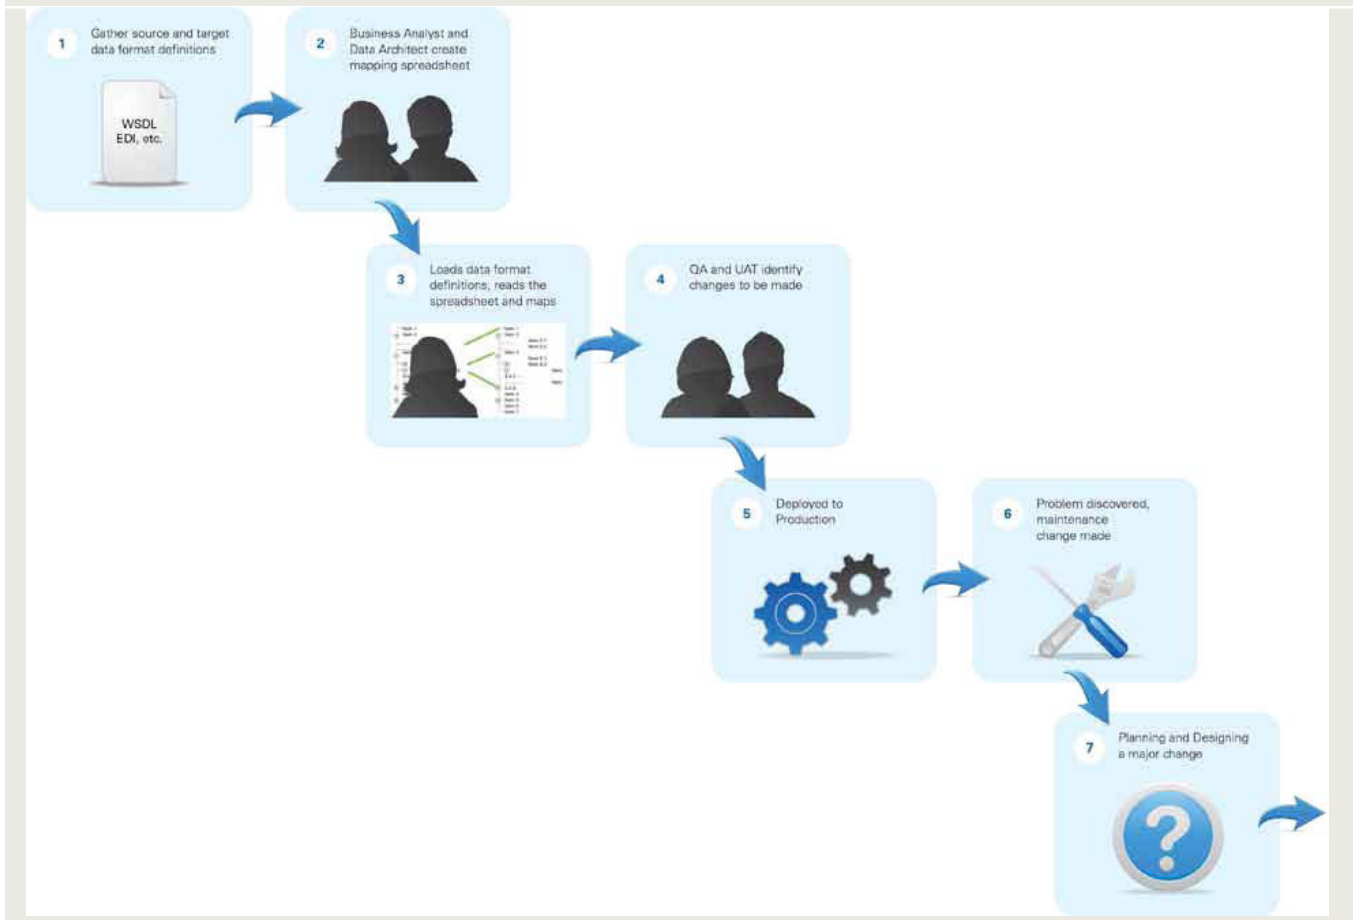 1
Gather source and target
data format definitions
WSDL
EDI, etc.
2
Business Analyst and
Data Architect create
mapping spreadsheet
3
Loads data format
definitions, reads the
spreadsheet and maps
4
QA and UAT identify
changes to be made
5
Deployed to
Production
6
Problem discovered,
maintenance
change made
7
Planning and Designing
a major change